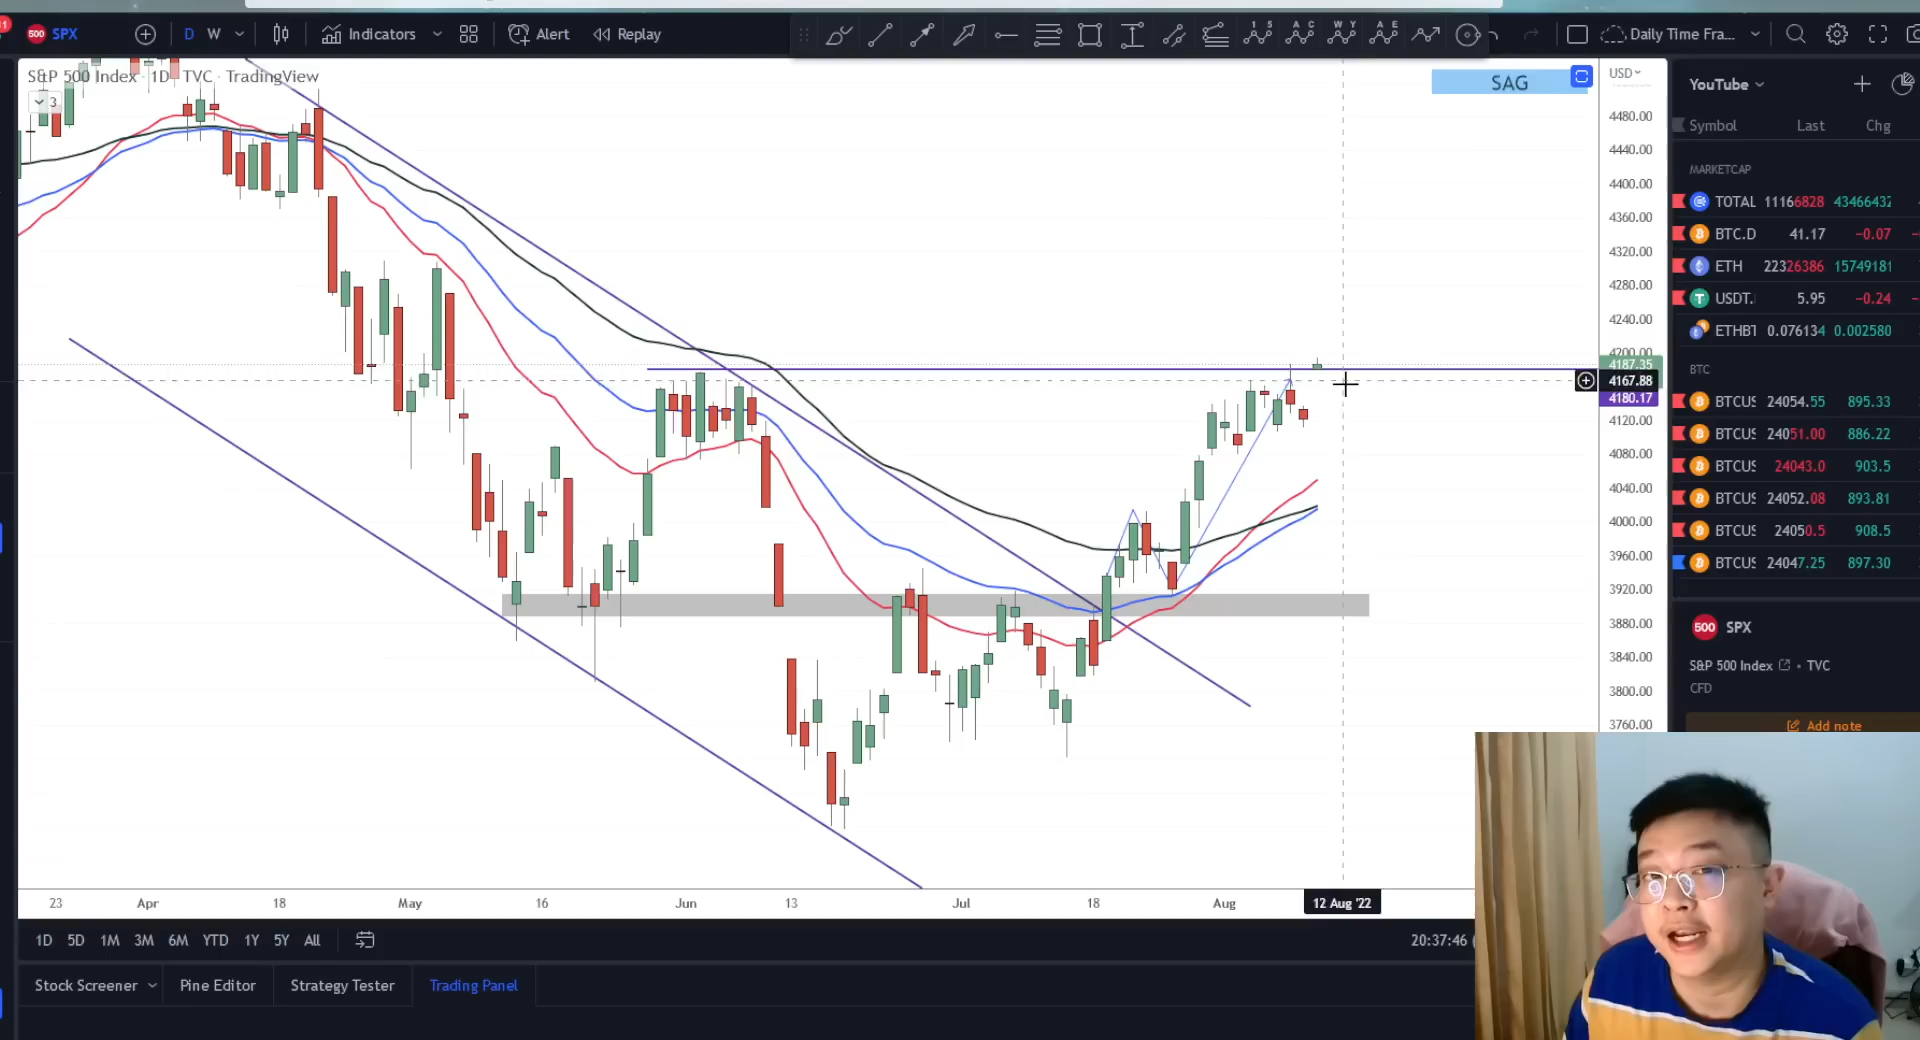 11
500 SPX
D W
Indicators
Alert
Replay
Daily Time Fra...
S&P 500 Index · 1D · TVC · TradingView
3
SAG
USD
4480.00
4440.00
4400.00
4360.00
4320.00
4280.00
4240.00
4200.00
4187.35
4167.88
4180.17
4120.00
4080.00
4040.00
4000.00
3960.00
3920.00
3880.00
3840.00
3800.00
3760.00
YouTube
Symbol Last Chg
MARKETCAP
TOTAL 11166828 43466432
BTC.D 41.17 −0.07
ETH 22326386 15749181
USDT. 5.95 −0.24
ETHBT 0.076134 0.002580
BTC
BTCUS 24054.55 895.33
BTCUS 24051.00 886.22
BTCUS 24043.0 903.5
BTCUS 24052.08 893.81
BTCUS 24050.5 908.5
BTCUS 24047.25 897.30
500 SPX
S&P 500 Index • TVC
CFD
Add note
23 Apr 18 May 16 Jun 13 Jul 18 Aug 12 Aug '22
1D 5D 1M 3M 6M YTD 1Y 5Y All
20:37:46
Stock Screener Pine Editor Strategy Tester Trading Panel